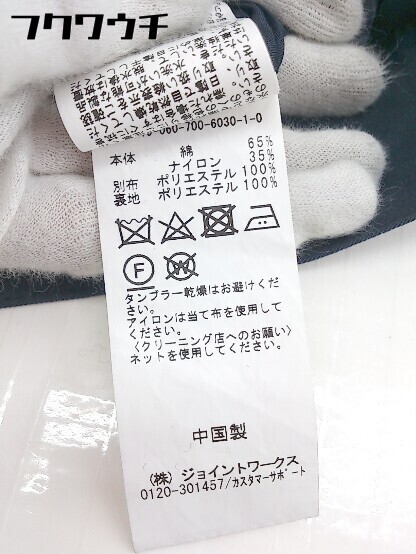 フクワウチ
060-700-6030-1-0
本体 綿 65%
ナイロン 35%
別布 ポリエステル 100%
裏地 ポリエステル 100%
F
W
タンブラー乾燥はお避けくだ
さい。
アイロンは当て布を使用して
ください。
〈クリーニング店へのお願い〉
ネットを使用してください。
中国製
(株) ジョイントワークス
0120-301457/カスタマーサポート